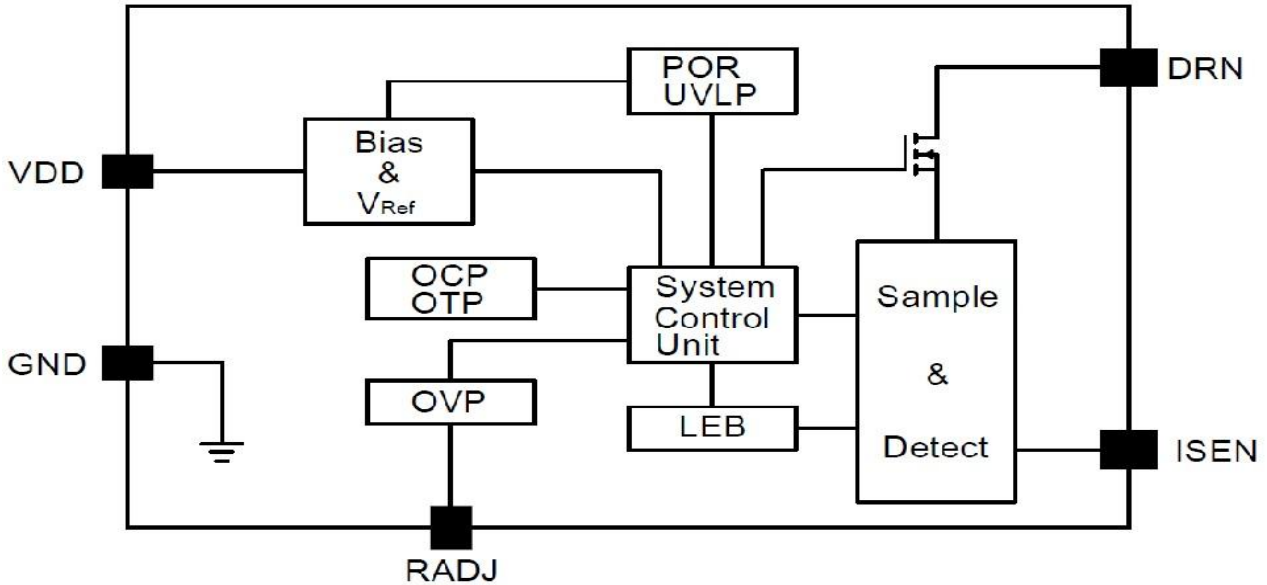 POR
UVLP
DRN
Bias
&
VRef
VDD
OCP
OTP
System
Control
Unit
Sample
&
Detect
GND
OVP
LEB
ISEN
RADJ